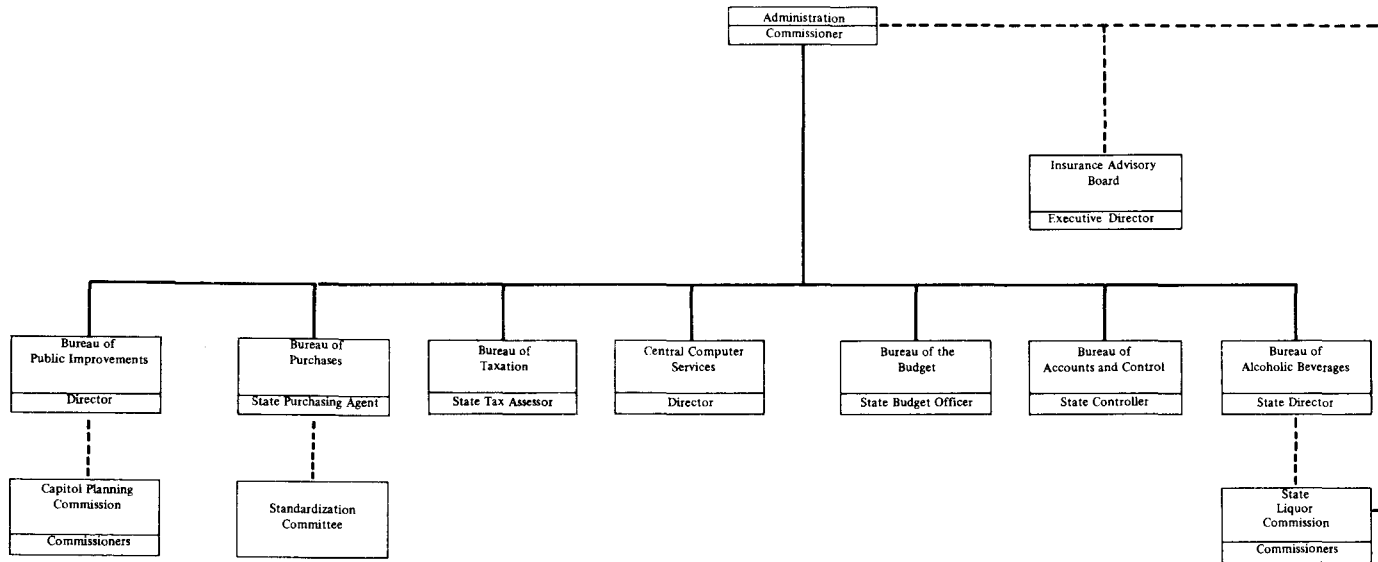 Administration
Commissioner
Insurance Advisory
Board
Executive Director
Bureau of
Public Improvements
Director
Bureau of
Purchases
State Purchasing Agent
Bureau of
Taxation
State Tax Assessor
Central Computer
Services
Director
Bureau of the
Budget
State Budget Officer
Bureau of
Accounts and Control
State Controller
Bureau of
Alcoholic Beverages
State Director
Capitol Planning
Commission
Commissioners
Standardization
Committee
State
Liquor
Commission
Commissioners